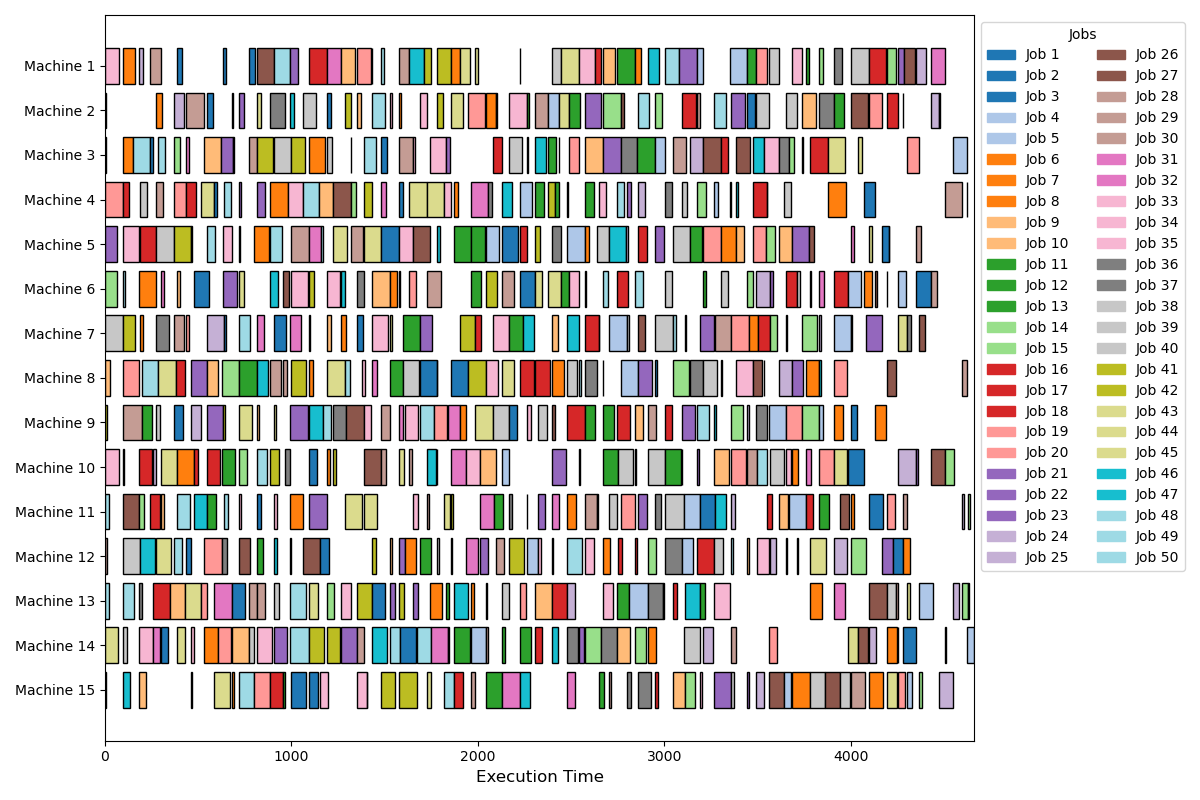 Machine 1
Machine 2
Machine 3
Machine 4
Machine 5
Machine 6
Machine 7
Machine 8
Machine 9
Machine 10
Machine 11
Machine 12
Machine 13
Machine 14
Machine 15
0 1000 2000 3000 4000
Execution Time
Jobs
Job 1
Job 2
Job 3
Job 4
Job 5
Job 6
Job 7
Job 8
Job 9
Job 10
Job 11
Job 12
Job 13
Job 14
Job 15
Job 16
Job 17
Job 18
Job 19
Job 20
Job 21
Job 22
Job 23
Job 24
Job 25
Job 26
Job 27
Job 28
Job 29
Job 30
Job 31
Job 32
Job 33
Job 34
Job 35
Job 36
Job 37
Job 38
Job 39
Job 40
Job 41
Job 42
Job 43
Job 44
Job 45
Job 46
Job 47
Job 48
Job 49
Job 50